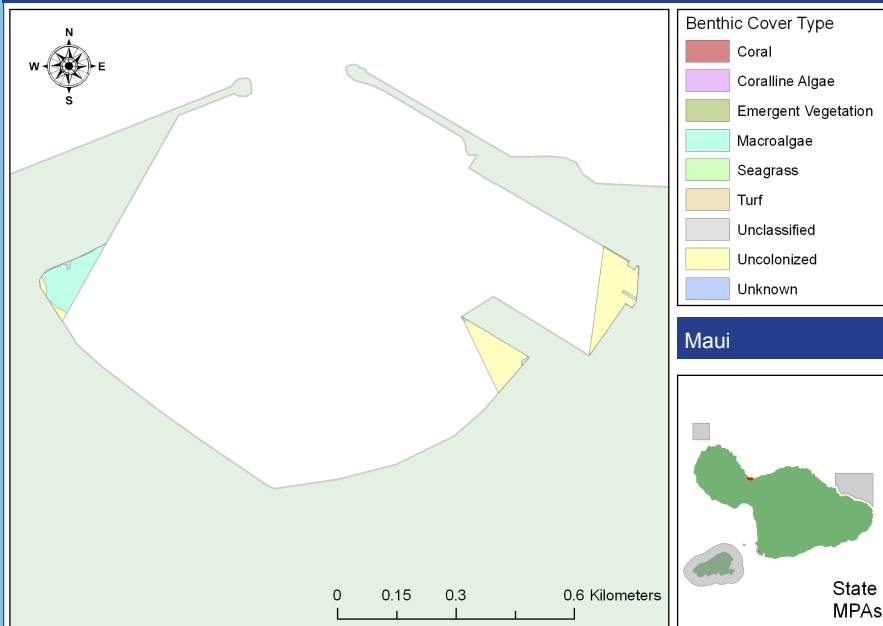 N
W E
S
0 0.15 0.3 0.6 Kilometers
Benthic Cover Type
Coral
Coralline Algae
Emergent Vegetation
Macroalgae
Seagrass
Turf
Unclassified
Uncolonized
Unknown
Maui
State
MPAs